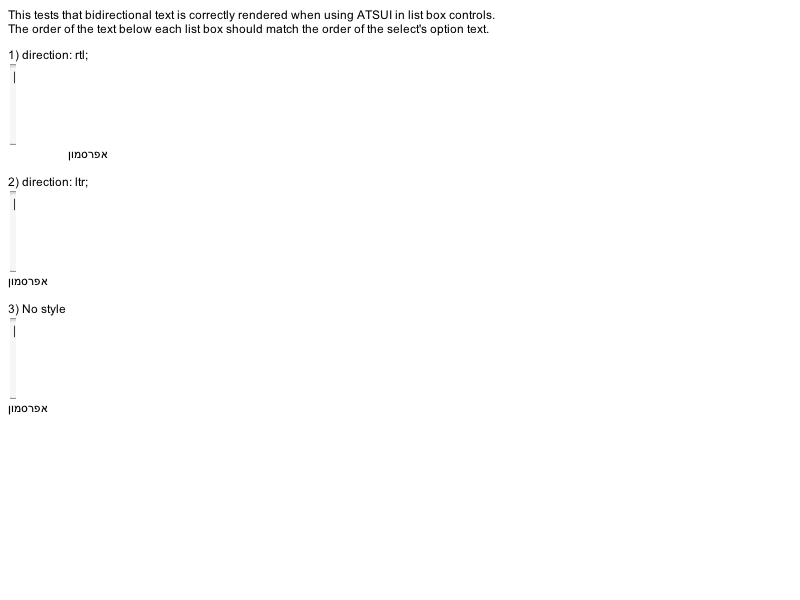 This tests that bidirectional text is correctly rendered when using ATSUI in list box controls.
The order of the text below each list box should match the order of the select's option text.
1) direction: rtl;
אפרסמון
2) direction: ltr;
אפרסמון
3) No style
אפרסמון